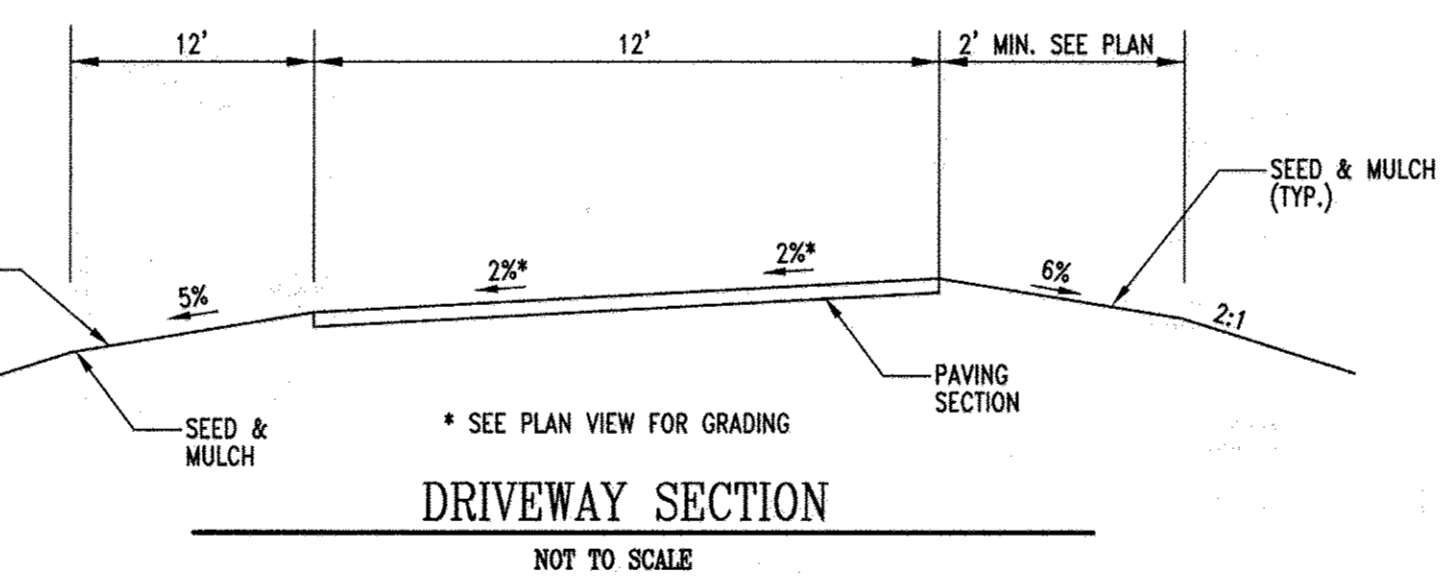 12'
12'
2' MIN. SEE PLAN
SEED & MULCH
(TYP.)
5%
2%*
2%*
6%
2:1
PAVING
SECTION
SEED &
MULCH
* SEE PLAN VIEW FOR GRADING
DRIVEWAY SECTION
NOT TO SCALE